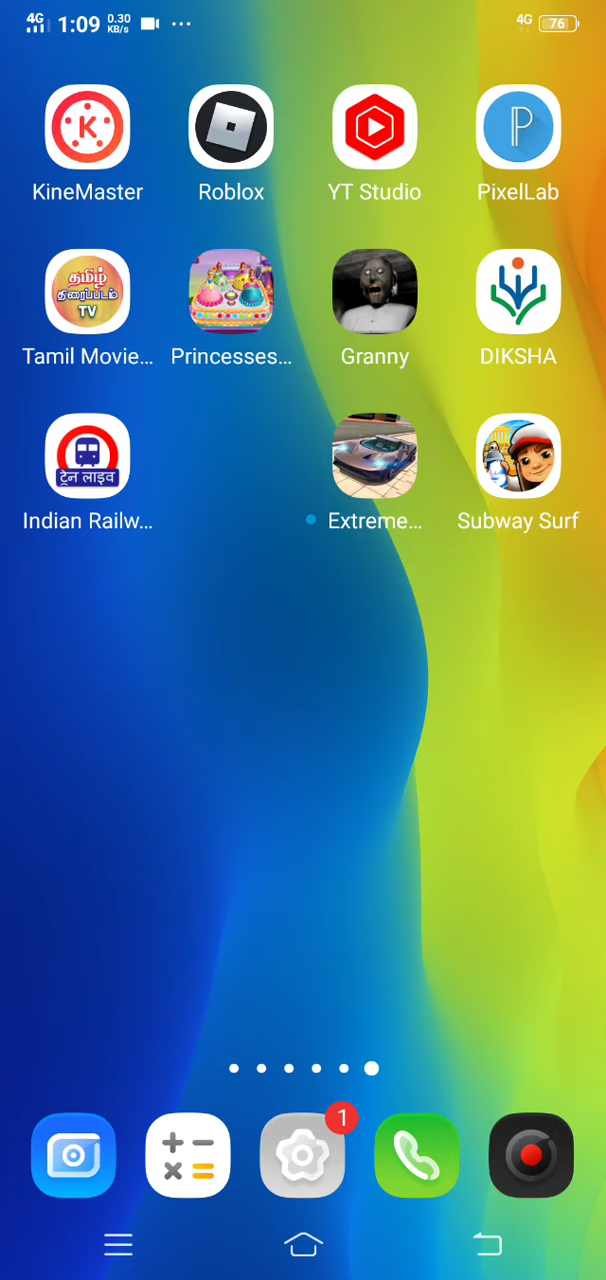 4G 1:09 0.30 KB/s 4G 76
KineMaster Roblox YT Studio PixelLab
தமிழ்
திரைப்படம்
TV
Tamil Movie... Princesses... Granny DIKSHA
ट्रेन लाइव
Indian Railw... Extreme... Subway Surf
1